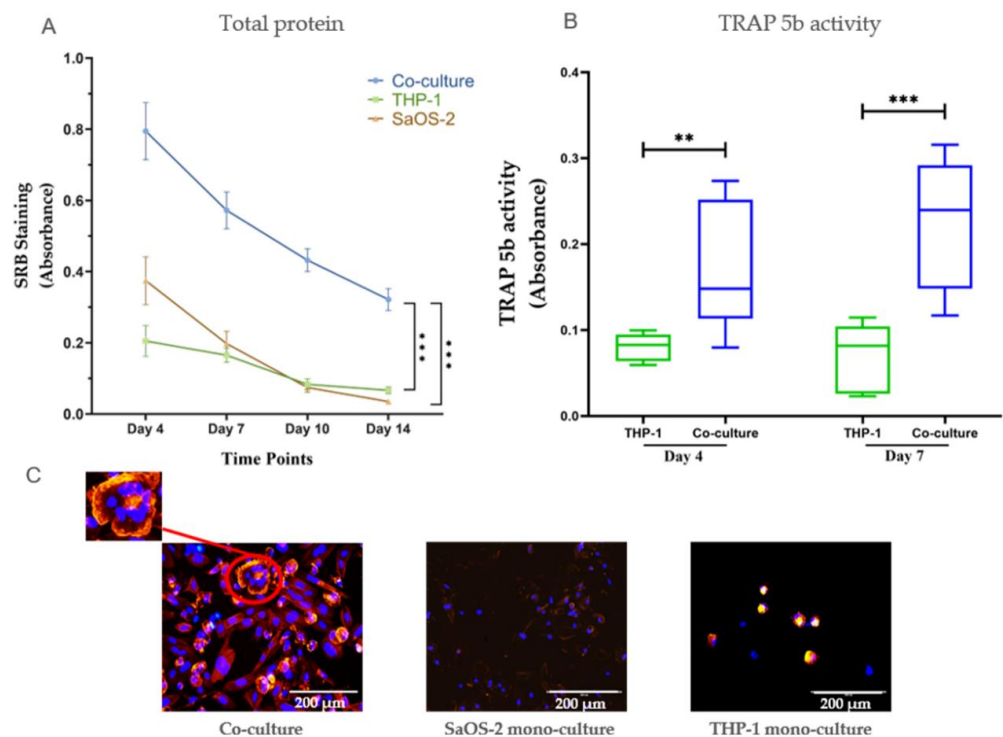 A
Total protein
1.0
0.8
0.6
0.4
0.2
0.0
SRB Staining
(Absorbance)
Co-culture
THP-1
SaOS-2
***
***
Day 4
Day 7
Day 10
Day 14
Time Points
B
TRAP 5b activity
0.4
0.3
0.2
0.1
0.0
TRAP 5b activity
(Absorbance)
**
***
THP-1
Co-culture
THP-1
Co-culture
Day 4
Day 7
C
200 µm
200 µm
200 µm
Co-culture
SaOS-2 mono-culture
THP-1 mono-culture